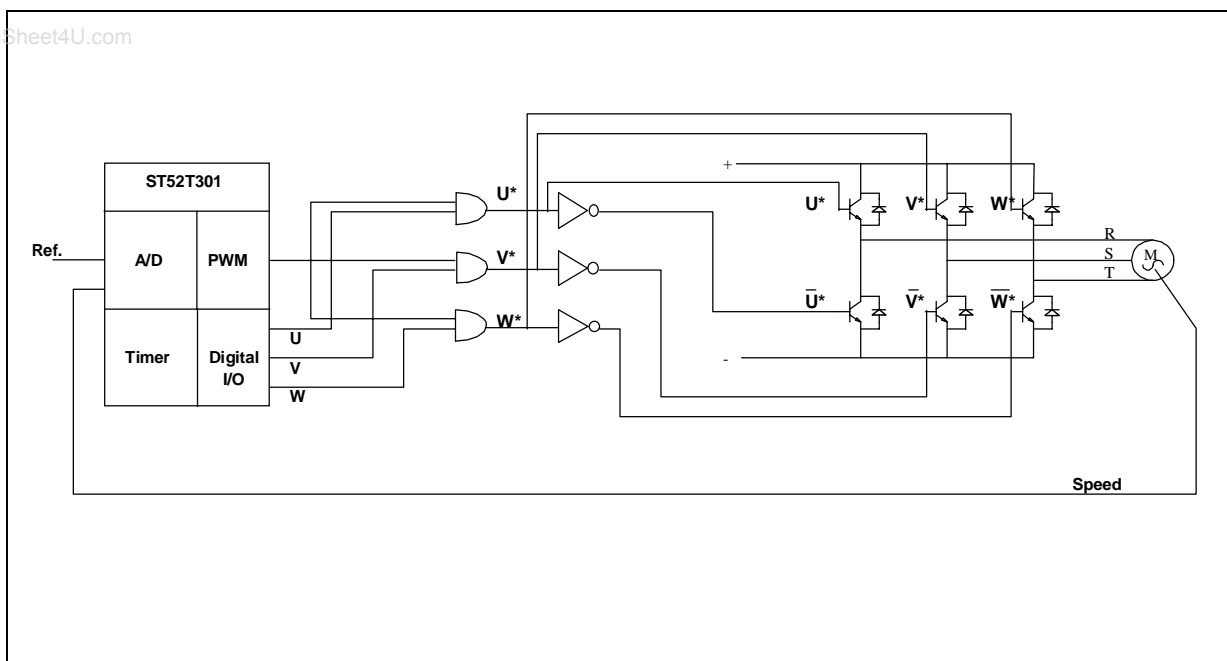 Sheet4U.com
ST52T301
A/D
PWM
Timer
Digital
I/O
Ref.
U
V
W
U*
V*
W*
+
U*
V*
W*
R
S
T
M
U̅*
V̅*
W̅*
-
Speed